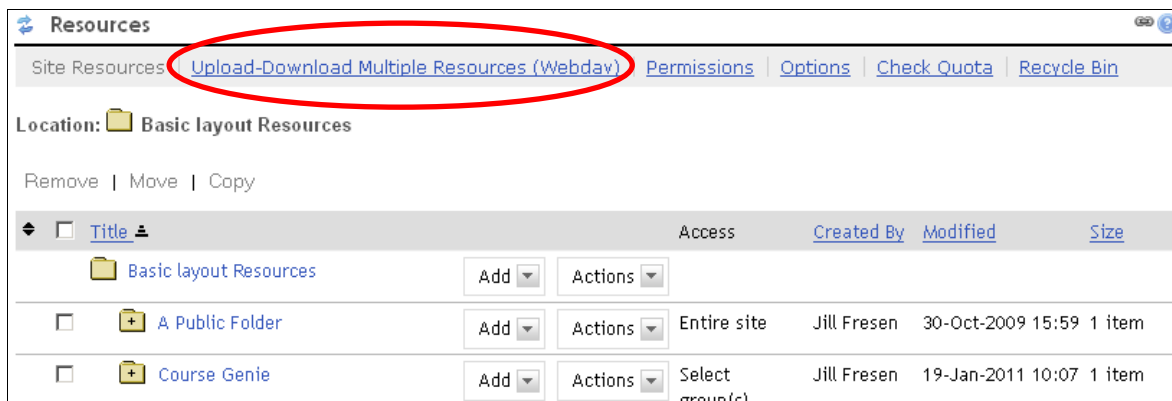 Resources
Site Resources | Upload-Download Multiple Resources (Webdav) | Permissions | Options | Check Quota | Recycle Bin
Location: Basic layout Resources
Remove | Move | Copy
Title Access Created By Modified Size
Basic layout Resources Add Actions
A Public Folder Add Actions Entire site Jill Fresen 30-Oct-2009 15:59 1 item
Course Genie Add Actions Select Jill Fresen 19-Jan-2011 10:07 1 item
group(s)